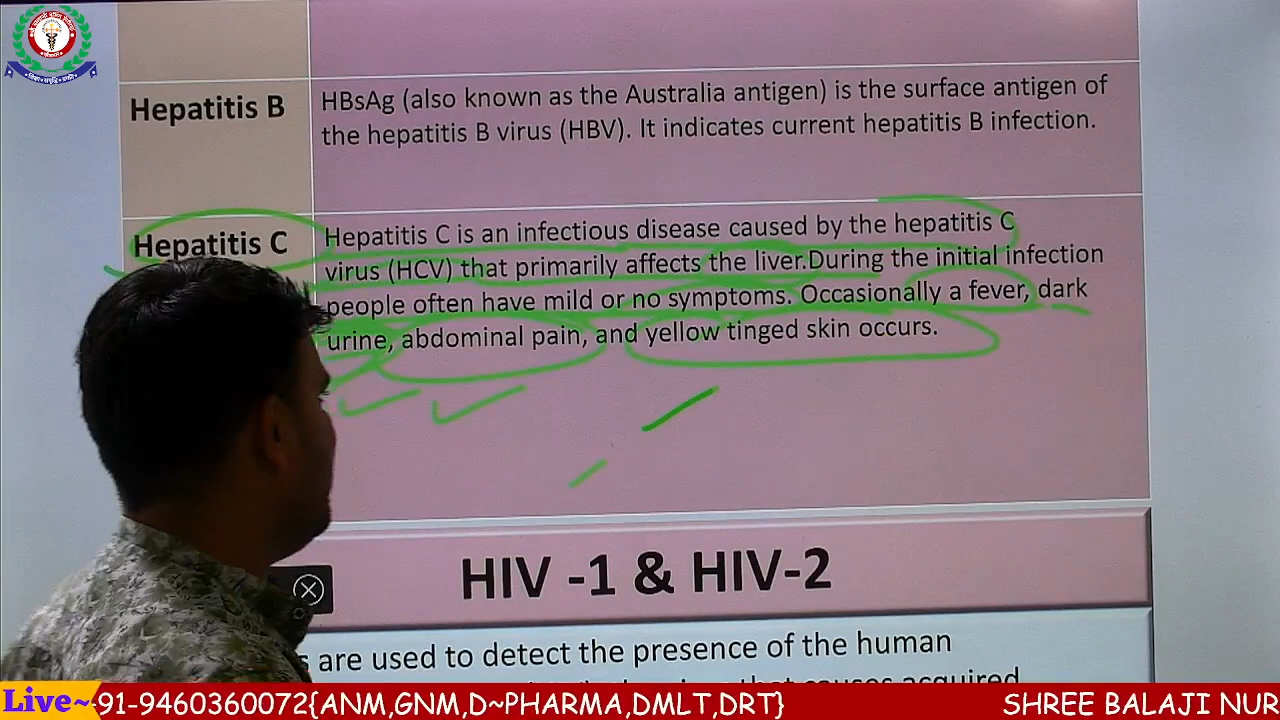 Hepatitis B
HBsAg (also known as the Australia antigen) is the surface antigen of
the hepatitis B virus (HBV). It indicates current hepatitis B infection.
Hepatitis C
Hepatitis C is an infectious disease caused by the hepatitis C
virus (HCV) that primarily affects the liver.During the initial infection
people often have mild or no symptoms. Occasionally a fever, dark
urine, abdominal pain, and yellow tinged skin occurs.
HIV -1 & HIV-2
are used to detect the presence of the human
that causes acquired
Live~ -91-9460360072{ANM,GNM,D~PHARMA,DMLT,DRT} SHREE BALAJI NUR